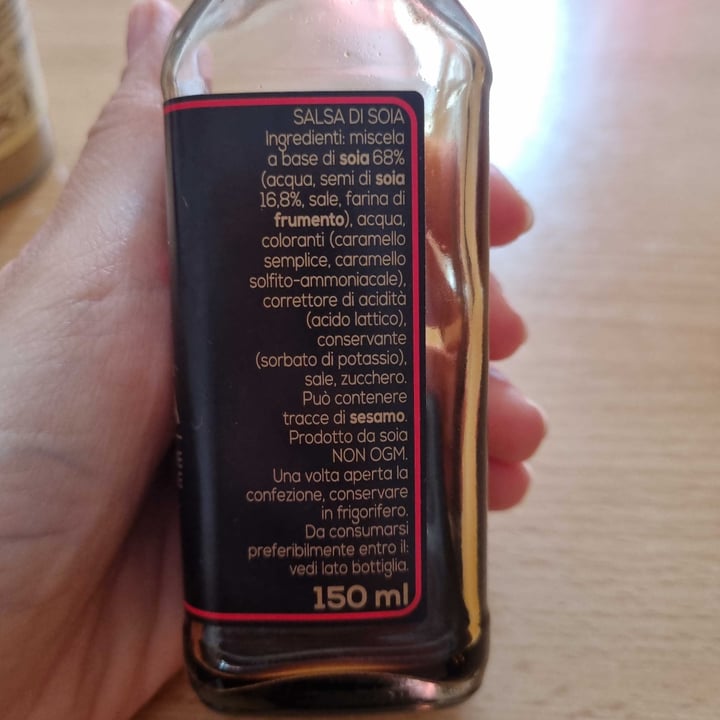 SALSA DI SOIA
Ingredienti: miscela
a base di soia 68%
(acqua, semi di soia
16,8%, sale, farina di
frumento), acqua,
coloranti (caramello
semplice, caramello
solfito-ammoniacale),
correttore di acidità
(acido lattico),
conservante
(sorbato di potassio),
sale, zucchero.
Può contenere
tracce di sesamo.
Prodotto da soia
NON OGM.
Una volta aperta la
confezione, conservare
in frigorifero.
Da consumarsi
preferibilmente entro il:
vedi lato bottiglia.
150 ml